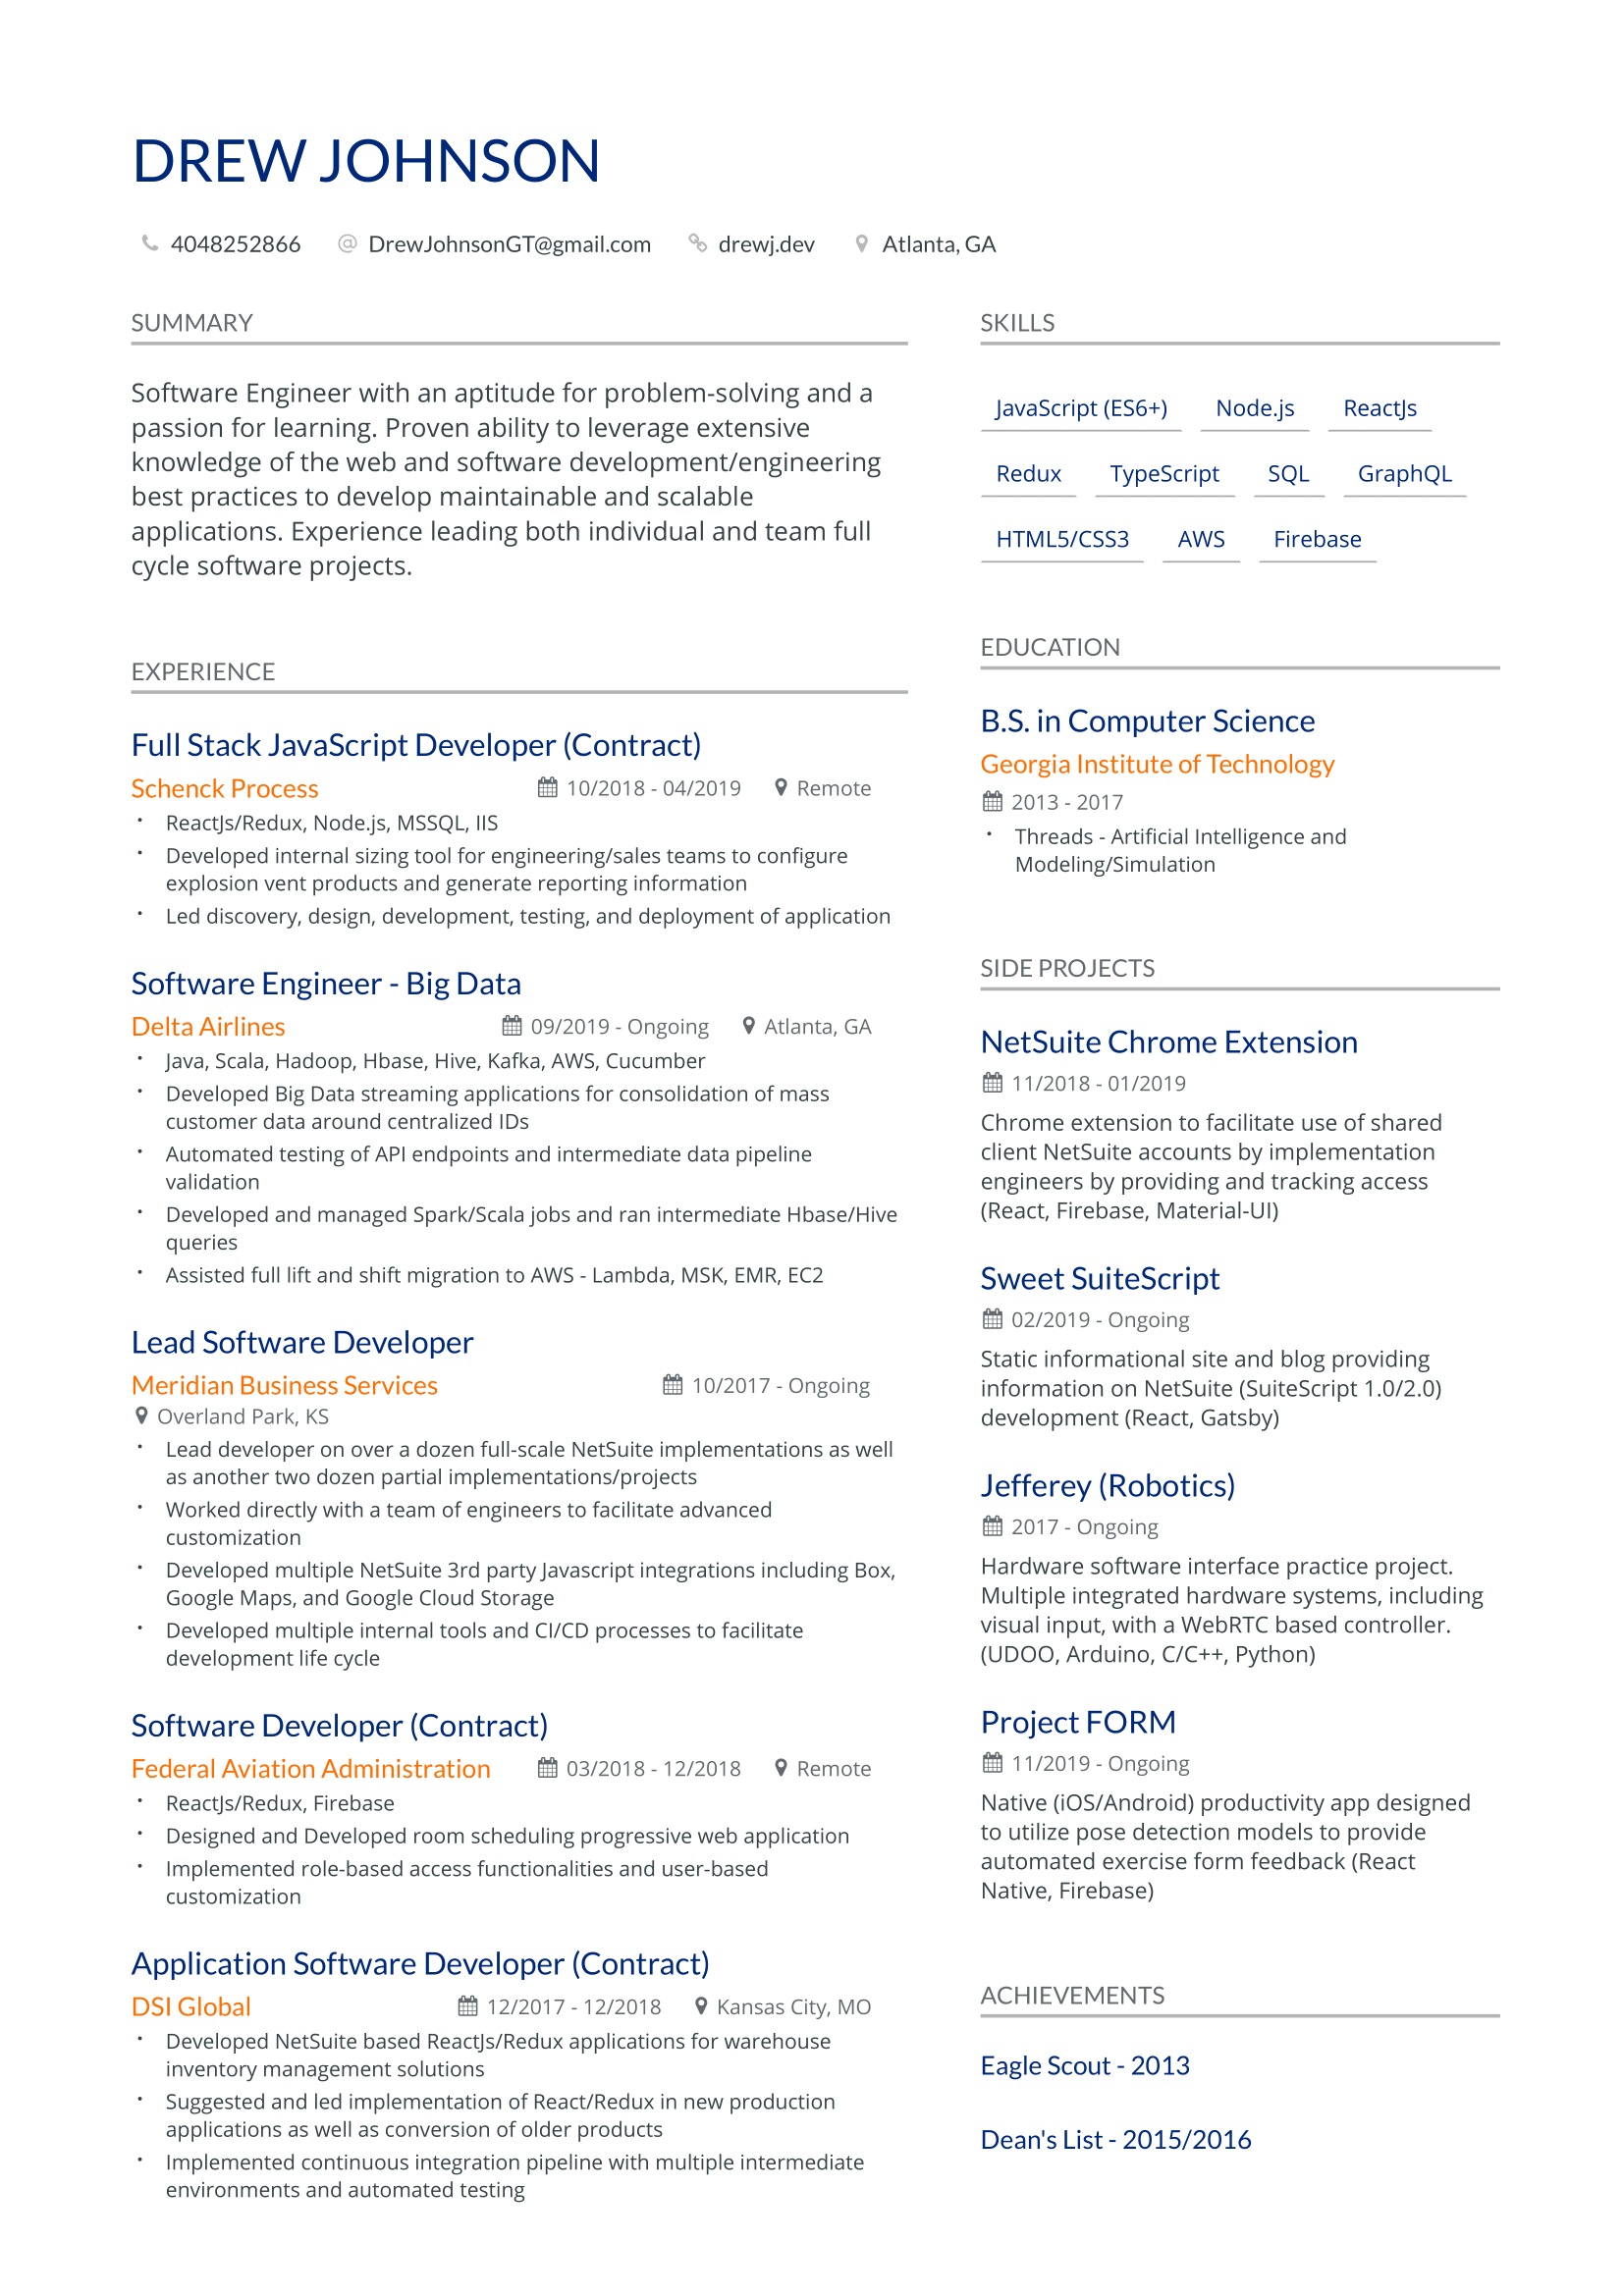 DREW JOHNSON
4048252866 DrewJohnsonGT@gmail.com drewj.dev Atlanta, GA
SUMMARY
Software Engineer with an aptitude for problem-solving and a
passion for learning. Proven ability to leverage extensive
knowledge of the web and software development/engineering
best practices to develop maintainable and scalable
applications. Experience leading both individual and team full
cycle software projects.
EXPERIENCE
Full Stack JavaScript Developer (Contract)
Schenck Process 10/2018 - 04/2019 Remote
• ReactJs/Redux, Node.js, MSSQL, IIS
• Developed internal sizing tool for engineering/sales teams to configure
explosion vent products and generate reporting information
• Led discovery, design, development, testing, and deployment of application
Software Engineer - Big Data
Delta Airlines 09/2019 - Ongoing Atlanta, GA
• Java, Scala, Hadoop, Hbase, Hive, Kafka, AWS, Cucumber
• Developed Big Data streaming applications for consolidation of mass
customer data around centralized IDs
• Automated testing of API endpoints and intermediate data pipeline
validation
• Developed and managed Spark/Scala jobs and ran intermediate Hbase/Hive
queries
• Assisted full lift and shift migration to AWS - Lambda, MSK, EMR, EC2
Lead Software Developer
Meridian Business Services 10/2017 - Ongoing
Overland Park, KS
• Lead developer on over a dozen full-scale NetSuite implementations as well
as another two dozen partial implementations/projects
• Worked directly with a team of engineers to facilitate advanced
customization
• Developed multiple NetSuite 3rd party Javascript integrations including Box,
Google Maps, and Google Cloud Storage
• Developed multiple internal tools and CI/CD processes to facilitate
development life cycle
Software Developer (Contract)
Federal Aviation Administration 03/2018 - 12/2018 Remote
• ReactJs/Redux, Firebase
• Designed and Developed room scheduling progressive web application
• Implemented role-based access functionalities and user-based
customization
Application Software Developer (Contract)
DSI Global 12/2017 - 12/2018 Kansas City, MO
• Developed NetSuite based ReactJs/Redux applications for warehouse
inventory management solutions
• Suggested and led implementation of React/Redux in new production
applications as well as conversion of older products
• Implemented continuous integration pipeline with multiple intermediate
environments and automated testing
SKILLS
JavaScript (ES6+) Node.js ReactJs
Redux TypeScript SQL GraphQL
HTML5/CSS3 AWS Firebase
EDUCATION
B.S. in Computer Science
Georgia Institute of Technology
2013 - 2017
• Threads - Artificial Intelligence and
Modeling/Simulation
SIDE PROJECTS
NetSuite Chrome Extension
11/2018 - 01/2019
Chrome extension to facilitate use of shared
client NetSuite accounts by implementation
engineers by providing and tracking access
(React, Firebase, Material-UI)
Sweet SuiteScript
02/2019 - Ongoing
Static informational site and blog providing
information on NetSuite (SuiteScript 1.0/2.0)
development (React, Gatsby)
Jefferey (Robotics)
2017 - Ongoing
Hardware software interface practice project.
Multiple integrated hardware systems, including
visual input, with a WebRTC based controller.
(UDOO, Arduino, C/C++, Python)
Project FORM
11/2019 - Ongoing
Native (iOS/Android) productivity app designed
to utilize pose detection models to provide
automated exercise form feedback (React
Native, Firebase)
ACHIEVEMENTS
Eagle Scout - 2013
Dean's List - 2015/2016